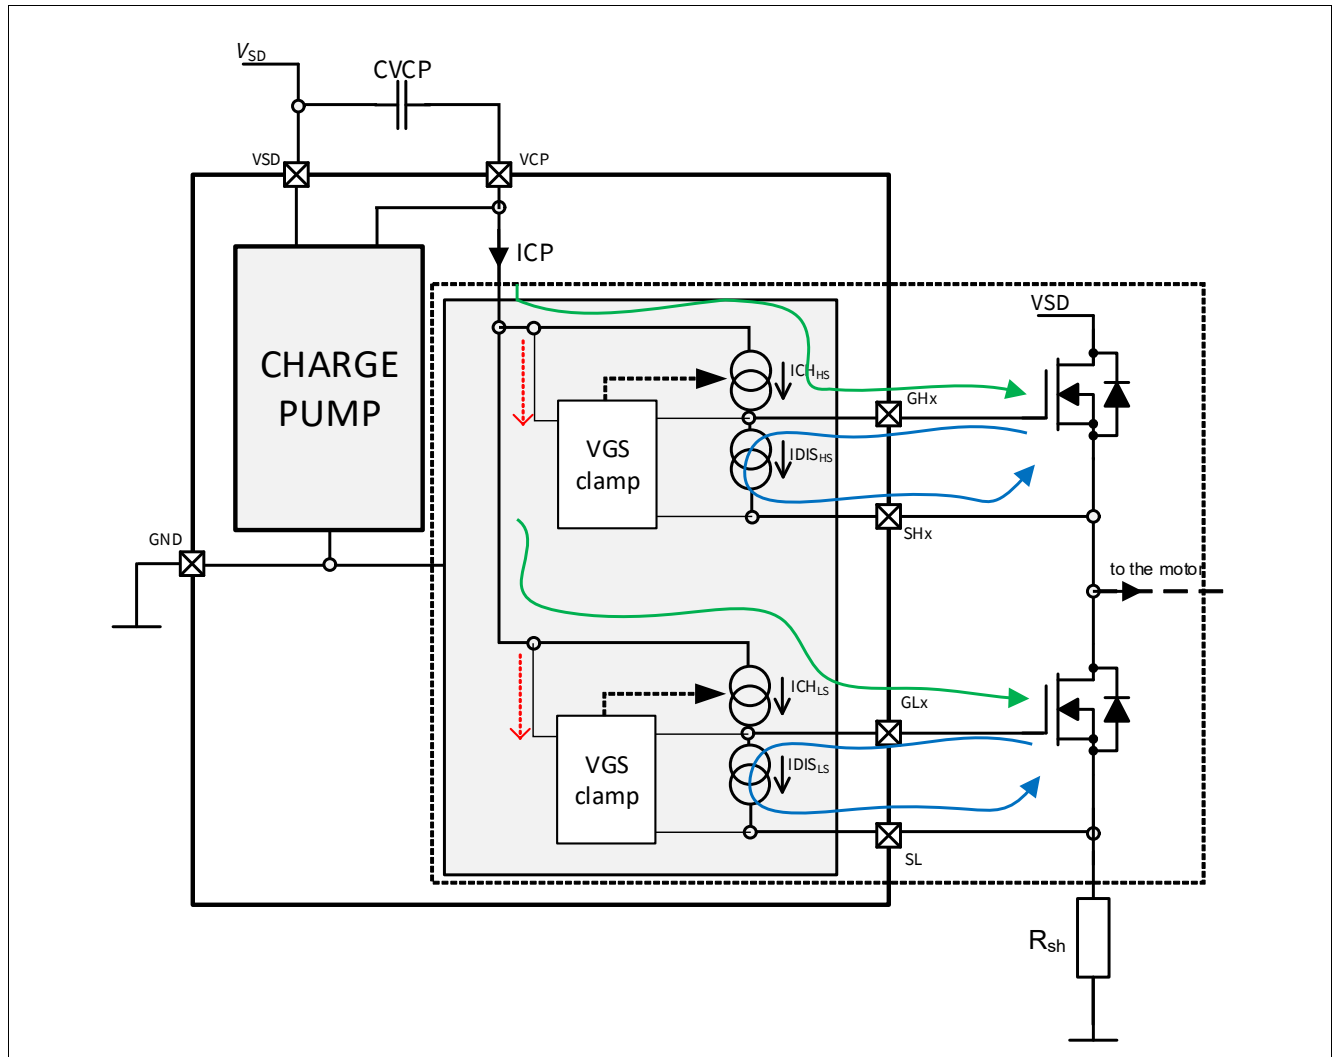 VSD
CVCP
VSD
VCP
ICP
CHARGE
PUMP
VSD
ICHHS
GHx
VGS
clamp
IDISHS
SHx
GND
to the motor
ICHLS
GLx
VGS
clamp
IDISLS
SL
Rsh